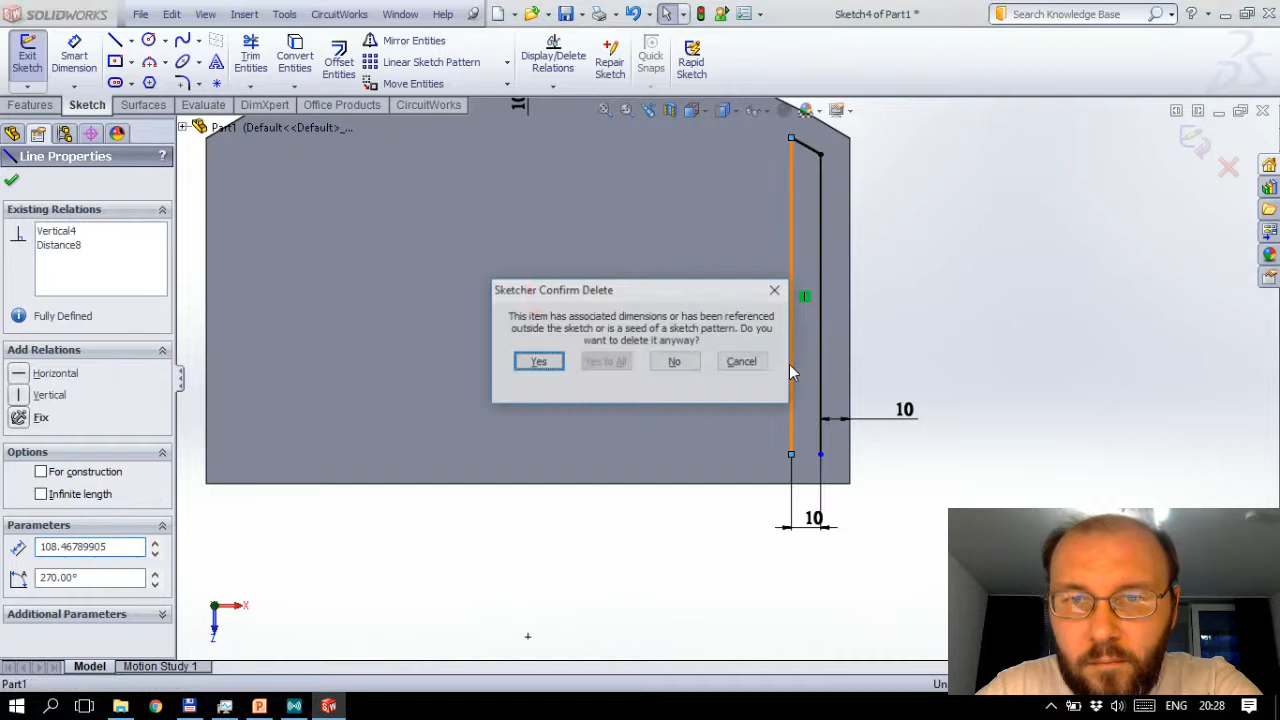 SOLIDWORKS File Edit View Insert Tools CircuitWorks Window Help Sketch4 of Part1 * Search Knowledge Base
Exit Sketch
Smart Dimension
Trim Entities
Convert Entities
Offset Entities
Mirror Entities
Linear Sketch Pattern
Move Entities
Display/Delete Relations
Repair Sketch
Quick Snaps
Rapid Sketch
Features Sketch Surfaces Evaluate DimXpert Office Products CircuitWorks
Part1 (Default<<Default>_...
Line Properties ?
Existing Relations
Vertical4
Distance8
Fully Defined
Add Relations
Horizontal
Vertical
Fix
Options
For construction
Infinite length
Parameters
108.46789905
270.00°
Additional Parameters
Sketcher Confirm Delete
This item has associated dimensions or has been referenced
outside the sketch or is a seed of a sketch pattern. Do you
want to delete it anyway?
Yes Yes to All No Cancel
10
10
X
Z
Model Motion Study 1
Part1
ENG 20:28